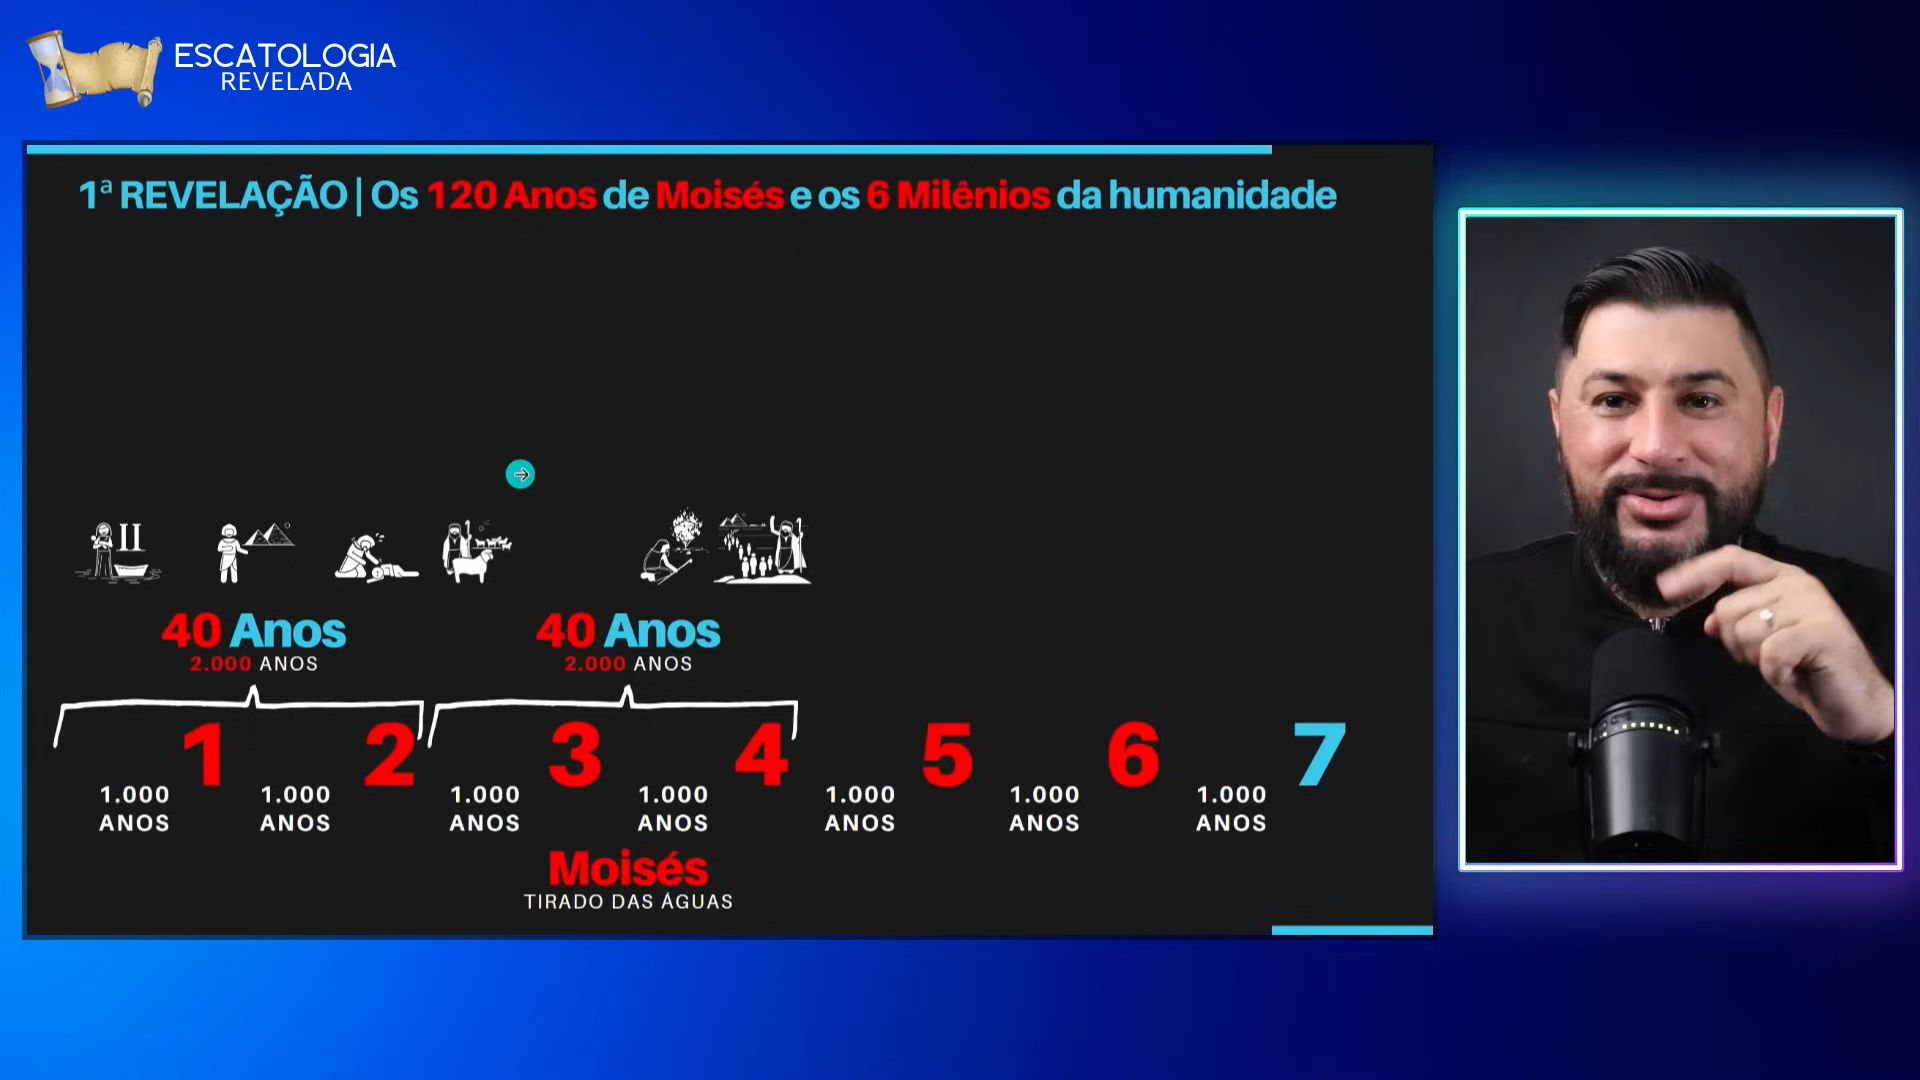 ESCATOLOGIA
REVELADA
1ª REVELAÇÃO | Os 120 Anos de Moisés e os 6 Milênios da humanidade
40 Anos
2.000 ANOS
40 Anos
2.000 ANOS
1 2 3 4 5 6 7
1.000 1.000 1.000 1.000 1.000 1.000 1.000
ANOS ANOS ANOS ANOS ANOS ANOS ANOS
Moisés
TIRADO DAS ÁGUAS